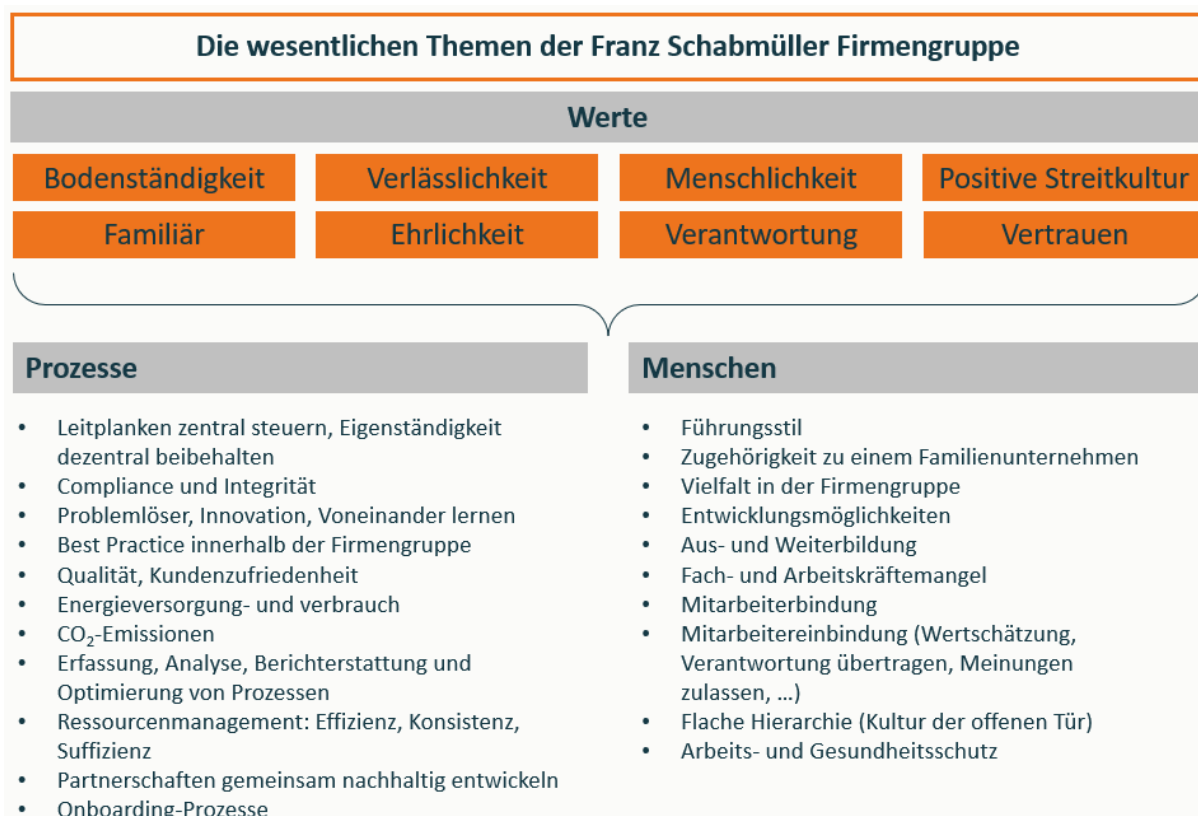 Die wesentlichen Themen der Franz Schabmüller Firmengruppe
Werte
Bodenständigkeit
Verlässlichkeit
Menschlichkeit
Positive Streitkultur
Familiär
Ehrlichkeit
Verantwortung
Vertrauen
Prozesse
• Leitplanken zentral steuern, Eigenständigkeit
dezentral beibehalten
• Compliance und Integrität
• Problemlöser, Innovation, Voneinander lernen
• Best Practice innerhalb der Firmengruppe
• Qualität, Kundenzufriedenheit
• Energieversorgung- und verbrauch
• CO₂-Emissionen
• Erfassung, Analyse, Berichterstattung und
Optimierung von Prozessen
• Ressourcenmanagement: Effizienz, Konsistenz,
Suffizienz
• Partnerschaften gemeinsam nachhaltig entwickeln
• Onboarding-Prozesse
Menschen
• Führungsstil
• Zugehörigkeit zu einem Familienunternehmen
• Vielfalt in der Firmengruppe
• Entwicklungsmöglichkeiten
• Aus- und Weiterbildung
• Fach- und Arbeitskräftemangel
• Mitarbeiterbindung
• Mitarbeitereinbindung (Wertschätzung,
Verantwortung übertragen, Meinungen
zulassen, …)
• Flache Hierarchie (Kultur der offenen Tür)
• Arbeits- und Gesundheitsschutz